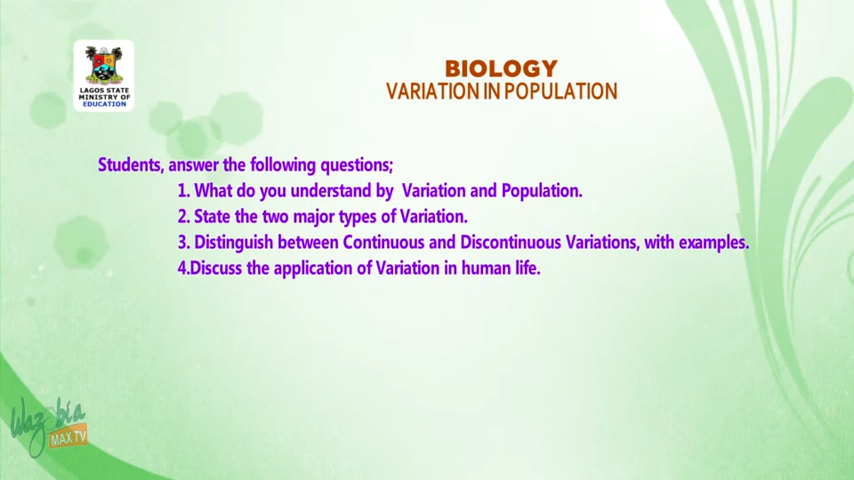 LAGOS STATE
MINISTRY OF
EDUCATION
BIOLOGY
VARIATION IN POPULATION
Students, answer the following questions;
1. What do you understand by Variation and Population.
2. State the two major types of Variation.
3. Distinguish between Continuous and Discontinuous Variations, with examples.
4.Discuss the application of Variation in human life.
Wazobia
MAX TV